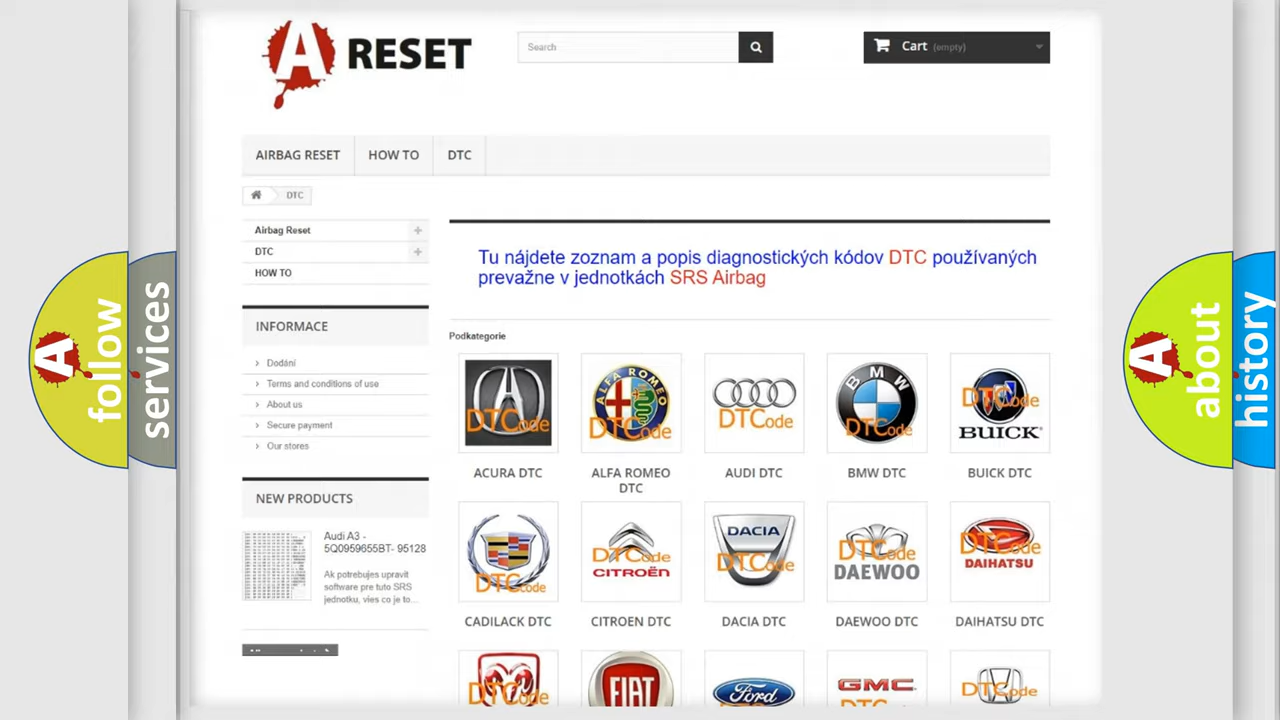 A RESET
Search
Cart (empty)
AIRBAG RESET
HOW TO
DTC
DTC
Airbag Reset
DTC
HOW TO
INFORMACE
Dodání
Terms and conditions of use
About us
Secure payment
Our stores
NEW PRODUCTS
Audi A3 -
5Q0959655BT- 95128
Ak potrebujes upravit
software pre tuto SRS
jednotku, vies co je to...
Tu nájdete zoznam a popis diagnostických kódov DTC používaných
prevažne v jednotkách SRS Airbag
Podkategorie
DTCode
ALFA ROMEO
DTCode
DTCode
BMW
DTCode
DTCode
BUICK
ACURA DTC
ALFA ROMEO
DTC
AUDI DTC
BMW DTC
BUICK DTC
DTCode
DTCode
CITROËN
DACIA
DTCode
DTCode
DAEWOO
DTCode
DAIHATSU
CADILACK DTC
CITROEN DTC
DACIA DTC
DAEWOO DTC
DAIHATSU DTC
DTCode
FIAT
Ford
GMC
DTCode
A follow
services
A about
history